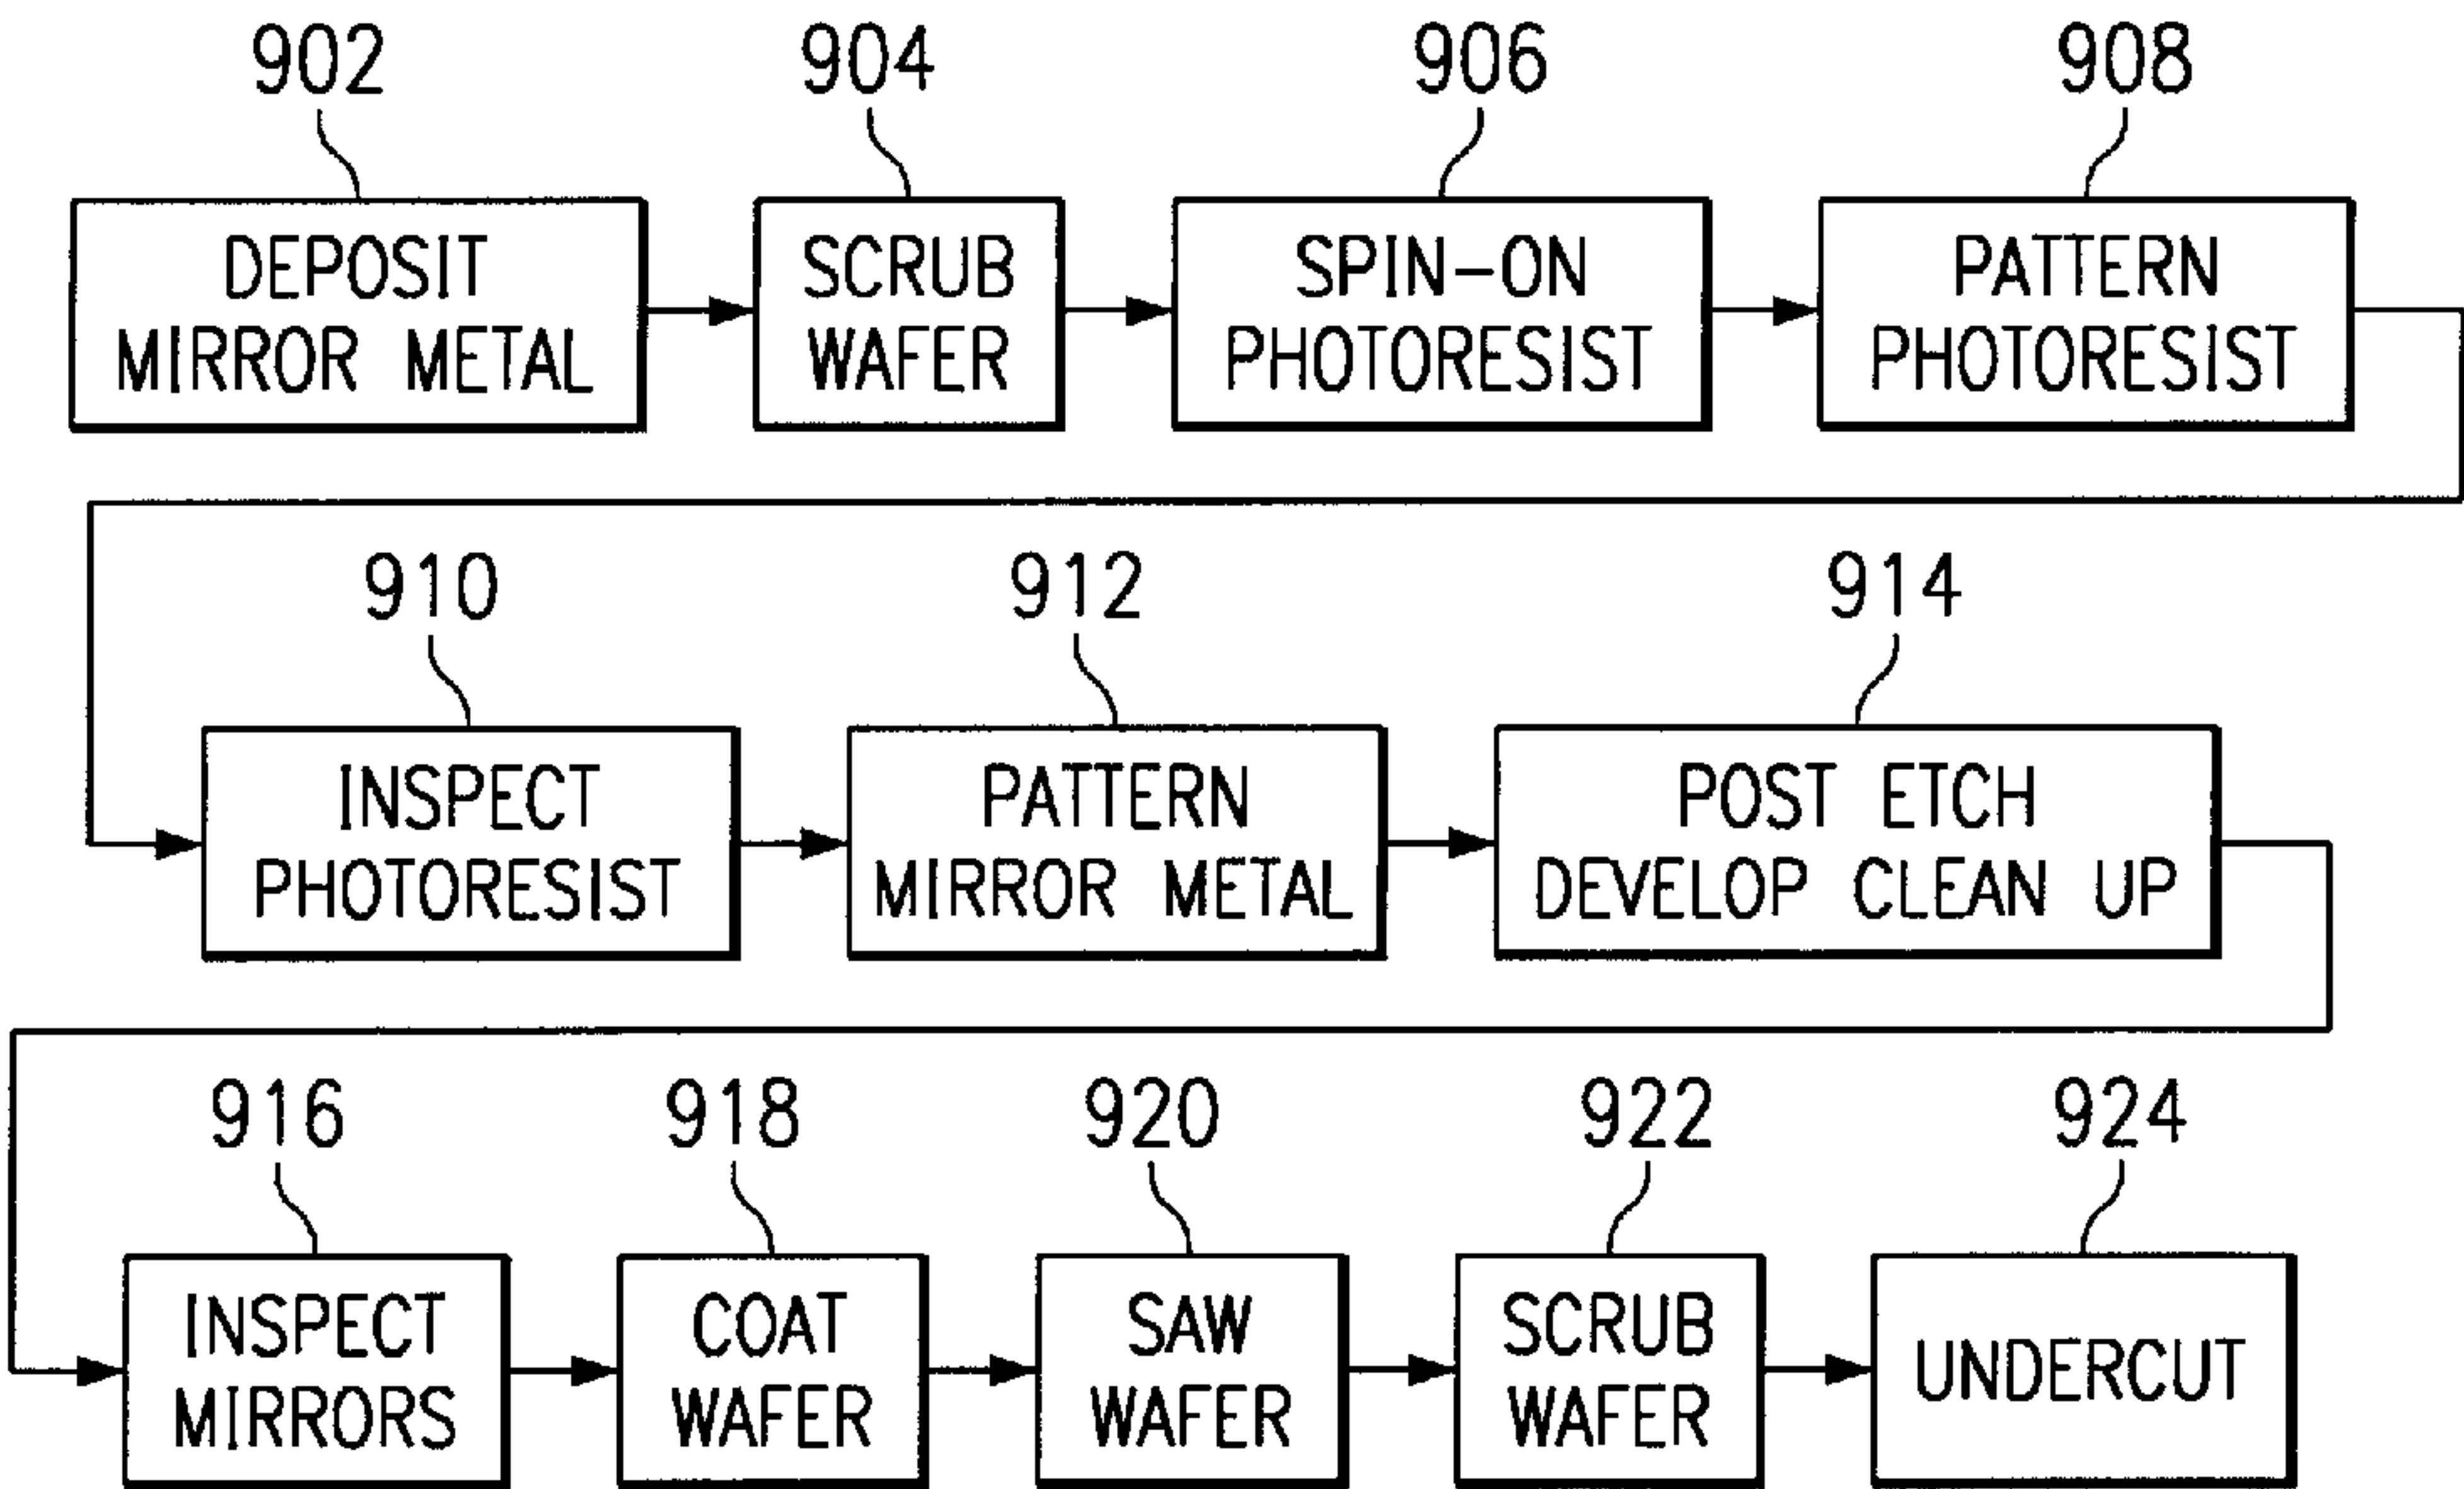 902 904 906 908
DEPOSIT SCRUB SPIN-ON PATTERN
MIRROR METAL WAFER PHOTORESIST PHOTORESIST
910 912 914
INSPECT PATTERN POST ETCH
PHOTORESIST MIRROR METAL DEVELOP CLEAN UP
916 918 920 922 924
INSPECT COAT SAW SCRUB UNDERCUT
MIRRORS WAFER WAFER WAFER